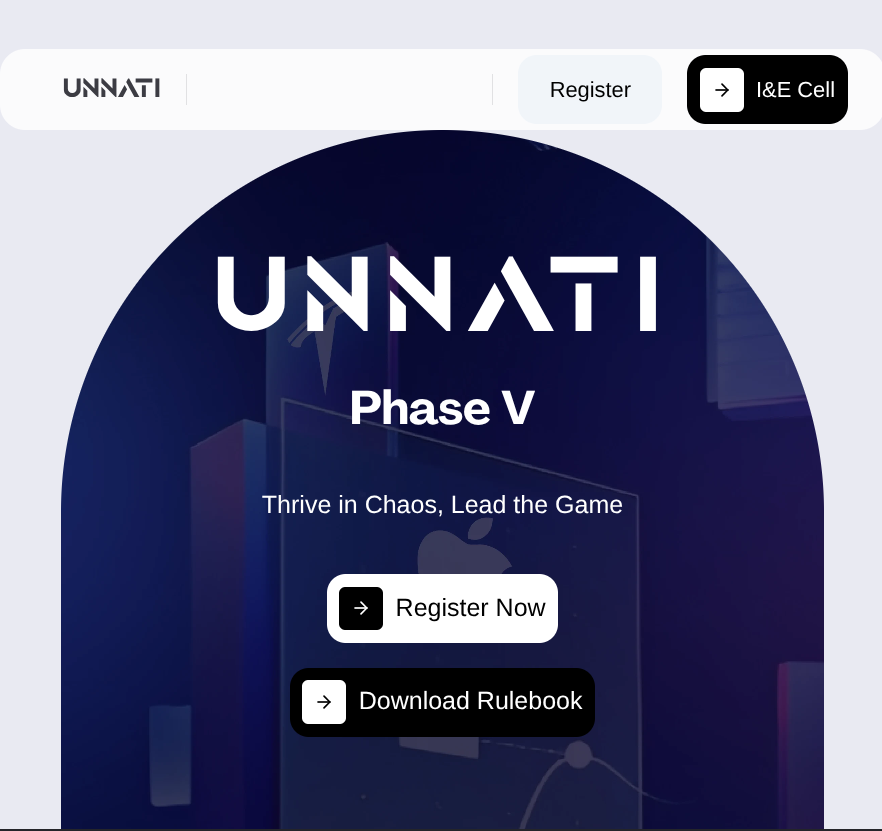 UNNATI
Register
I&E Cell
UNNATI
Phase V
Thrive in Chaos, Lead the Game
Register Now
Download Rulebook